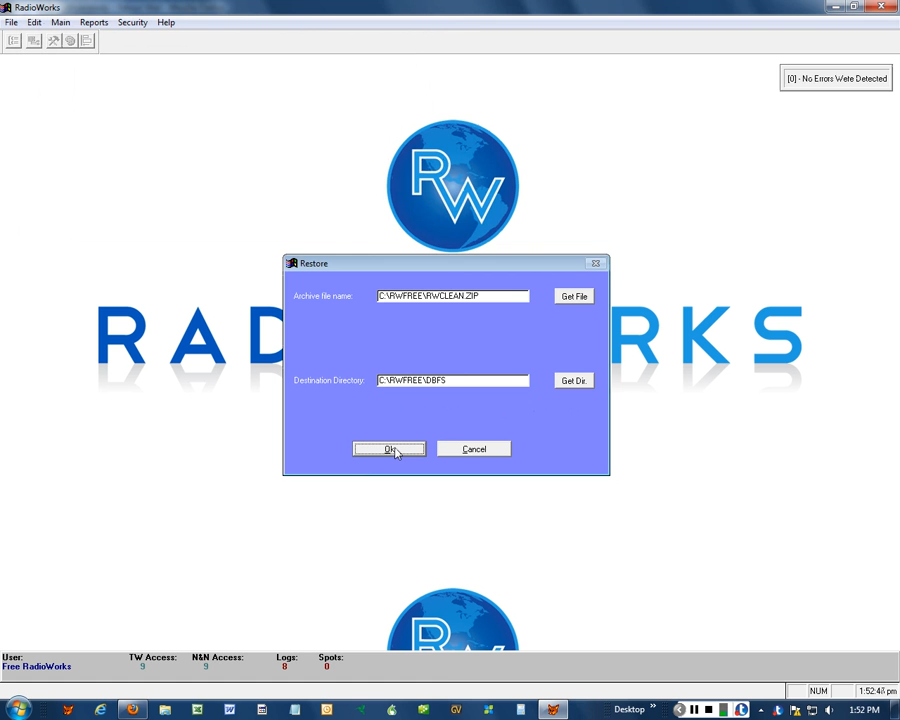 RadioWorks
File Edit Main Reports Security Help
[0] - No Errors Were Detected
RW
Restore
Archive file name: C:\RWFREE\RWCLEAN.ZIP Get File
RAD RKS
Destination Directory: C:\RWFREE\DBFS Get Dir.
Ok Cancel
RW
User: TW Access: N&N Access: Logs: Spots:
Free RadioWorks 9 9 8 0
NUM 1:52:47 pm
Desktop » 1:52 PM